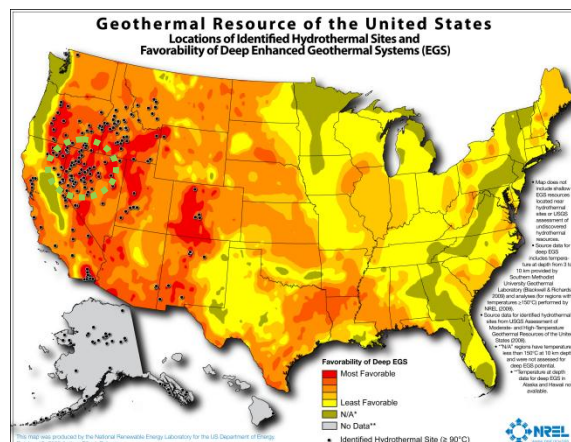 Geothermal Resource of the United States
Locations of Identified Hydrothermal Sites and
Favorability of Deep Enhanced Geothermal Systems (EGS)
• Map does not
include shallow
EGS resources
located near
hydrothermal
sites or USGS
assessment of
undiscovered
hydrothermal
resources.
• Source data for
deep EGS
includes tempera-
ture at depth from 3 to
10 km provided by
Southern Methodist
University Geothermal
Laboratory (Blackwell & Richards,
2009) and analyses (for regions with
temperatures ≥150°C) performed by
NREL (2009).
• Source data for identified hydrothermal
sites from USGS Assessment of
Moderate- and High-Temperature
Geothermal Resources of the United
States (2008).
• *"N/A" regions have temperatures
less than 150°C at 10 km depth
and were not assessed for
deep EGS potential.
• **Temperature at depth
data for deep EGS in
Alaska and Hawaii not
available.
Favorability of Deep EGS
Most Favorable
Least Favorable
N/A*
No Data**
• Identified Hydrothermal Site (≥ 90°C)
This map was produced by the National Renewable Energy Laboratory for the US Department of Energy
NREL